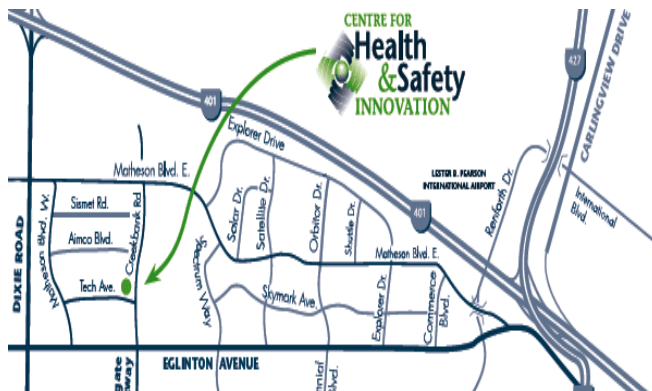 CENTRE FOR
Health
& Safety
INNOVATION
401
427
CARLINGVIEW DRIVE
Explorer Drive
Matheson Blvd. E.
LESTER B. PEARSON
INTERNATIONAL AIRPORT
Renforth Dr.
International
Blvd.
DIXIE ROAD
Matheson Blvd. W.
Sismet Rd.
Creekbank Rd.
Aimco Blvd.
Tech Ave.
Spectrum Way
Solar Dr.
Satellite Dr.
Orbitor Dr.
Shuttle Dr.
401
Matheson Blvd. E.
Skymark Ave.
Explorer Dr.
Commerce
Blvd.
EGLINTON AVENUE
gate
way
nial
Blvd.